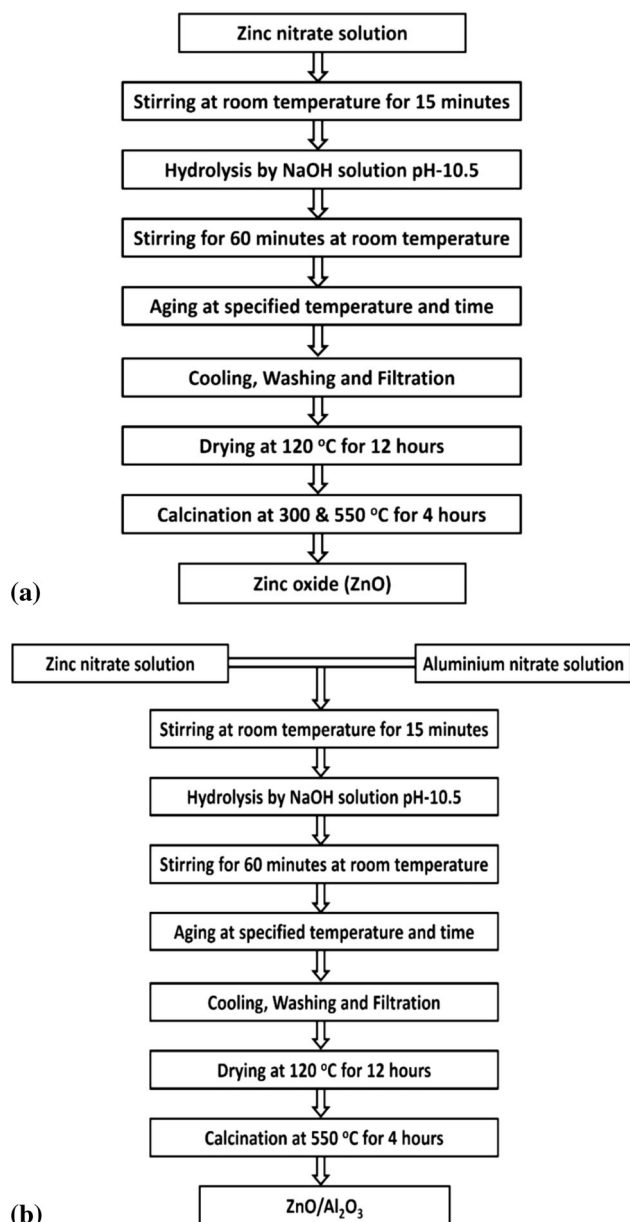 Zinc nitrate solution
Stirring at room temperature for 15 minutes
Hydrolysis by NaOH solution pH-10.5
Stirring for 60 minutes at room temperature
Aging at specified temperature and time
Cooling, Washing and Filtration
Drying at 120 °C for 12 hours
Calcination at 300 & 550 °C for 4 hours
Zinc oxide (ZnO)
(a)
Zinc nitrate solution
Aluminium nitrate solution
Stirring at room temperature for 15 minutes
Hydrolysis by NaOH solution pH-10.5
Stirring for 60 minutes at room temperature
Aging at specified temperature and time
Cooling, Washing and Filtration
Drying at 120 °C for 12 hours
Calcination at 550 °C for 4 hours
ZnO/Al₂O₃
(b)